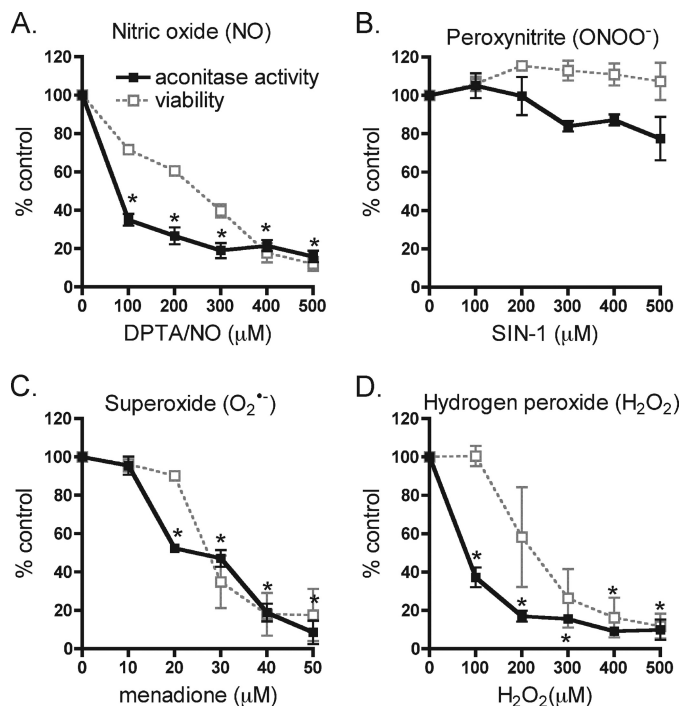 A.
Nitric oxide (NO)
120
100
80
60
40
20
0
% control
aconitase activity
viability
*
*
*
*
*
0 100 200 300 400 500
DPTA/NO (μM)
B.
Peroxynitrite (ONOO⁻)
120
100
80
60
40
20
0
% control
0 100 200 300 400 500
SIN-1 (μM)
C.
Superoxide (O₂•⁻)
120
100
80
60
40
20
0
% control
*
*
*
*
0 10 20 30 40 50
menadione (μM)
D.
Hydrogen peroxide (H₂O₂)
120
100
80
60
40
20
0
% control
*
*
*
*
*
0 100 200 300 400 500
H₂O₂(μM)